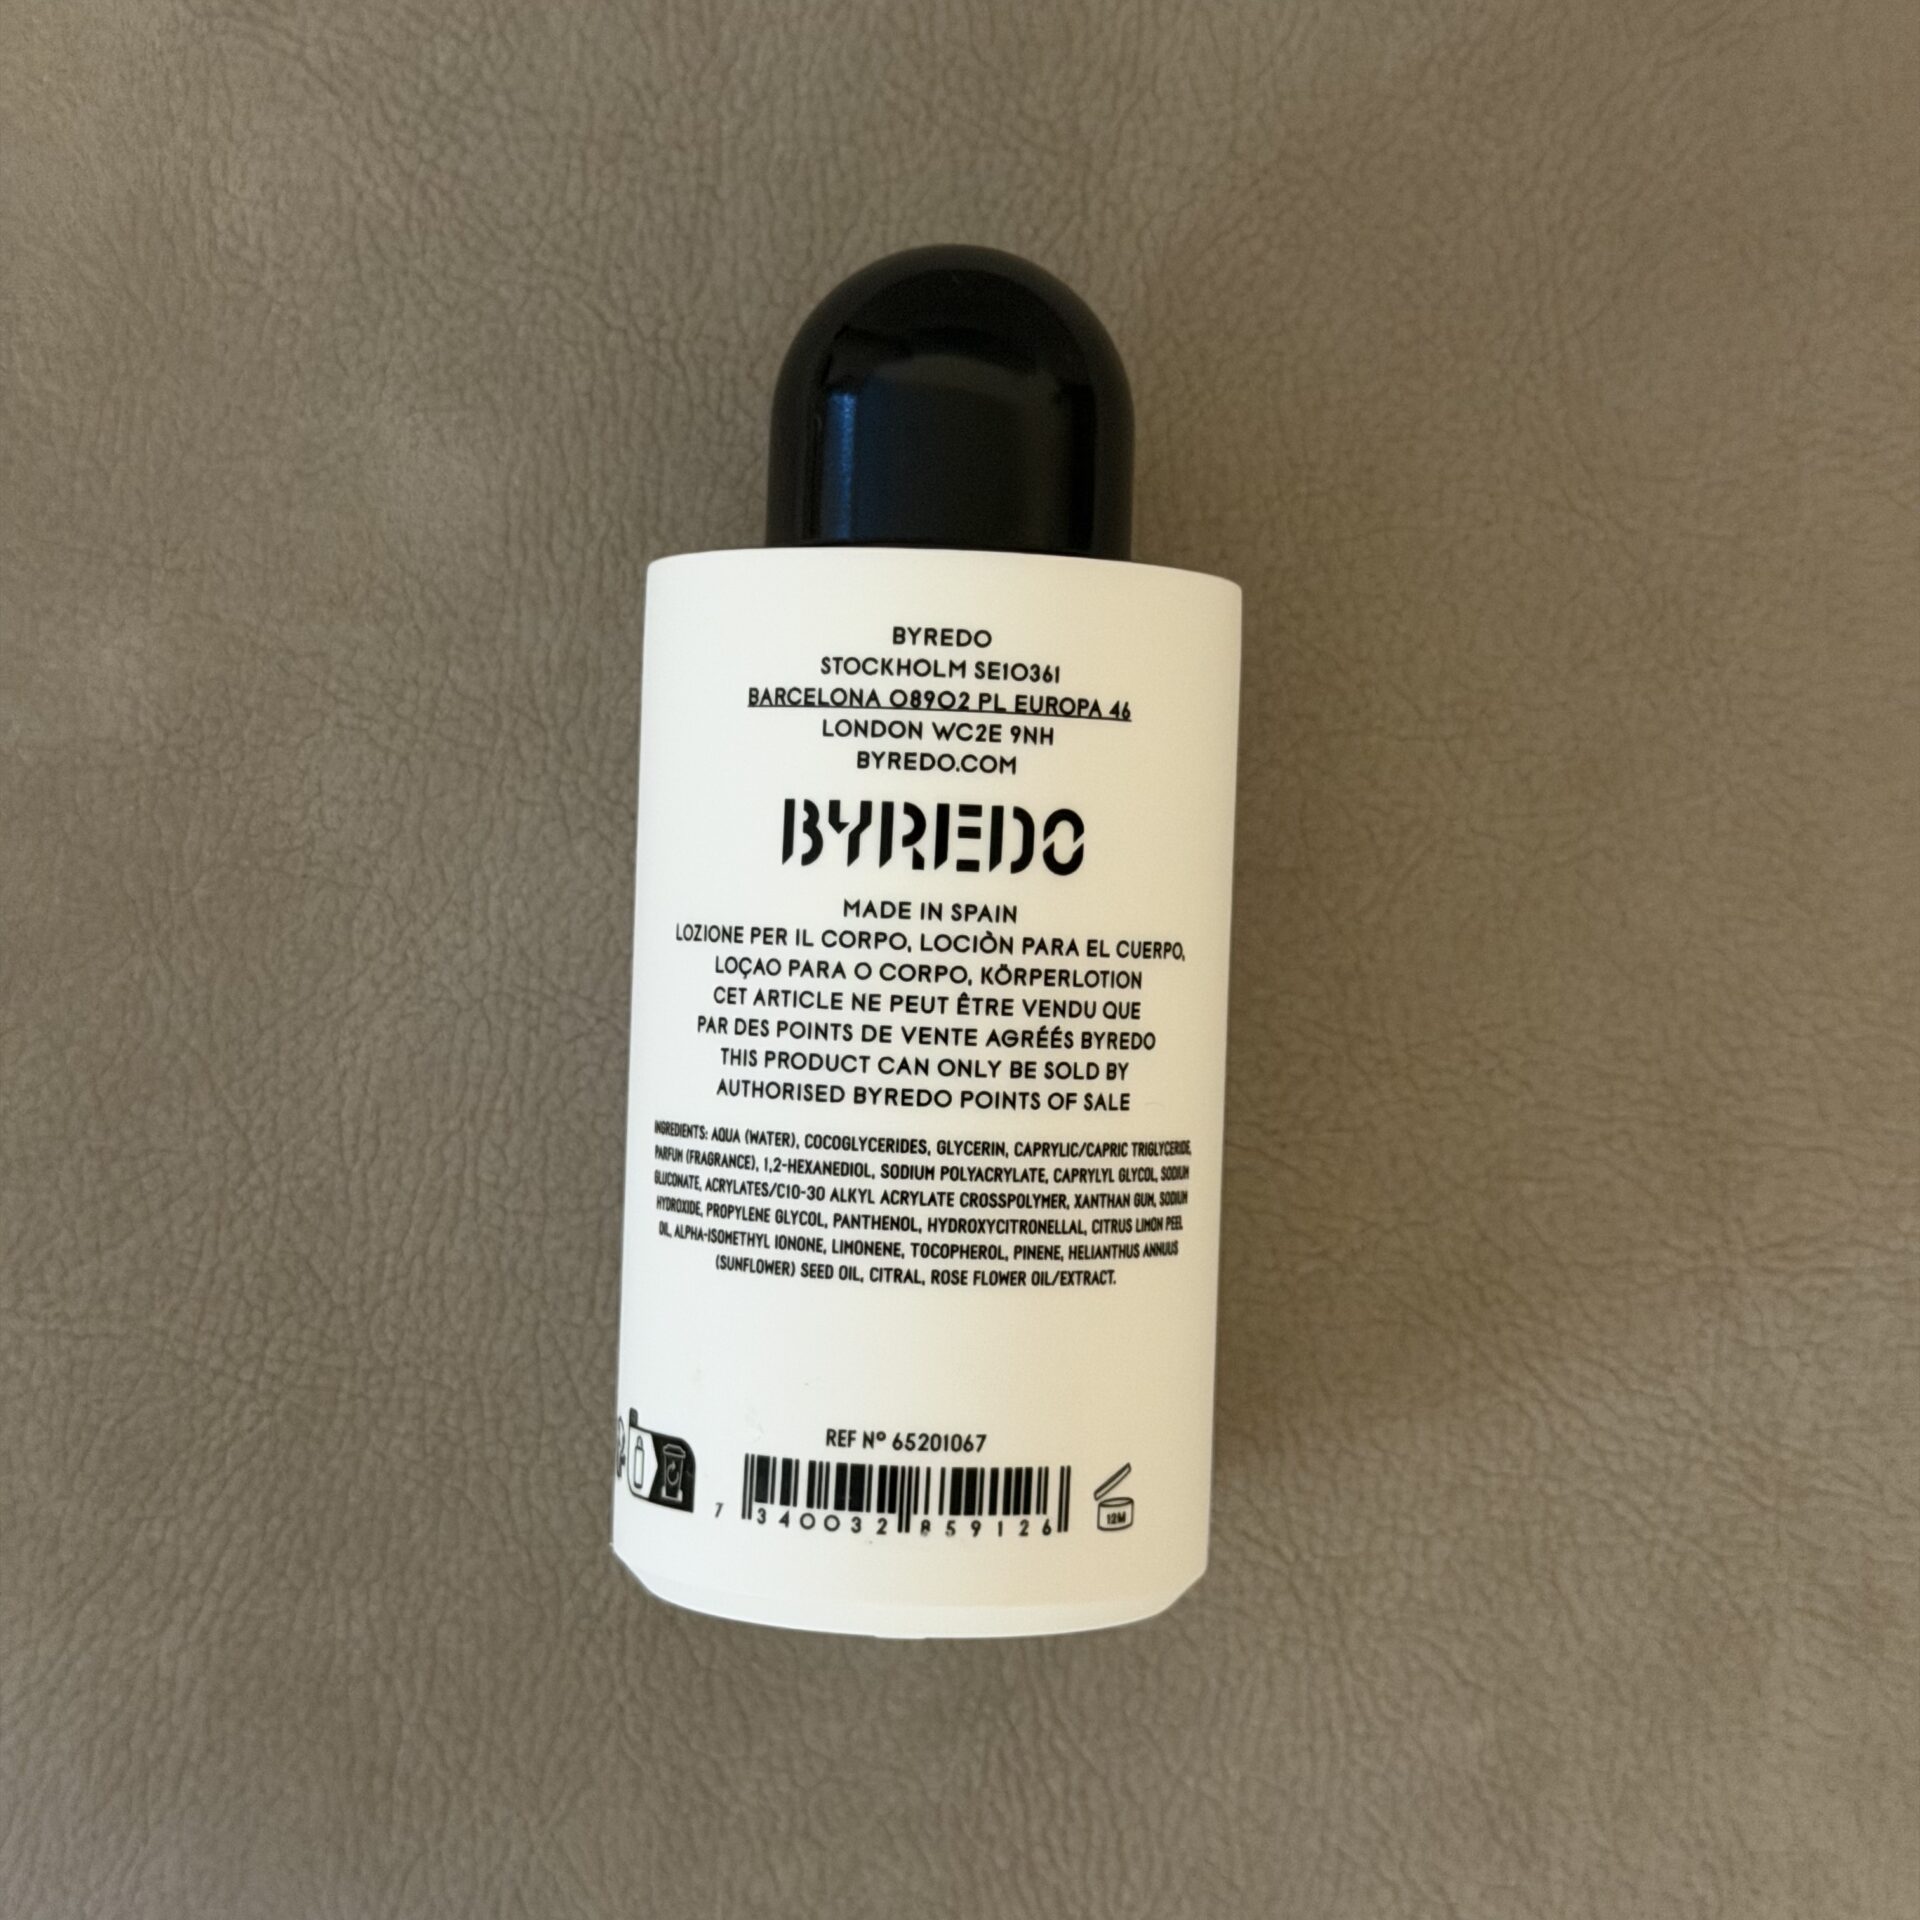 BYREDO
STOCKHOLM SE10361
BARCELONA 08902 PL EUROPA 46
LONDON WC2E 9NH
BYREDO.COM
BYREDO
MADE IN SPAIN
LOZIONE PER IL CORPO, LOCIÒN PARA EL CUERPO,
LOÇAO PARA O CORPO, KÖRPERLOTION
CET ARTICLE NE PEUT ÊTRE VENDU QUE
PAR DES POINTS DE VENTE AGRÉÉS BYREDO
THIS PRODUCT CAN ONLY BE SOLD BY
AUTHORISED BYREDO POINTS OF SALE
INGREDIENTS: AQUA (WATER), COCOGLYCERIDES, GLYCERIN, CAPRYLIC/CAPRIC TRIGLYCERIDE,
PARFUM (FRAGRANCE), 1,2-HEXANEDIOL, SODIUM POLYACRYLATE, CAPRYLYL GLYCOL, SODIUM
GLUCONATE, ACRYLATES/C10-30 ALKYL ACRYLATE CROSSPOLYMER, XANTHAN GUM, SODIUM
HYDROXIDE, PROPYLENE GLYCOL, PANTHENOL, HYDROXYCITRONELLAL, CITRUS LIMON PEEL
OIL, ALPHA-ISOMETHYL IONONE, LIMONENE, TOCOPHEROL, PINENE, HELIANTHUS ANNUUS
(SUNFLOWER) SEED OIL, CITRAL, ROSE FLOWER OIL/EXTRACT.
REF Nº 65201067
7 340032 859126
12M